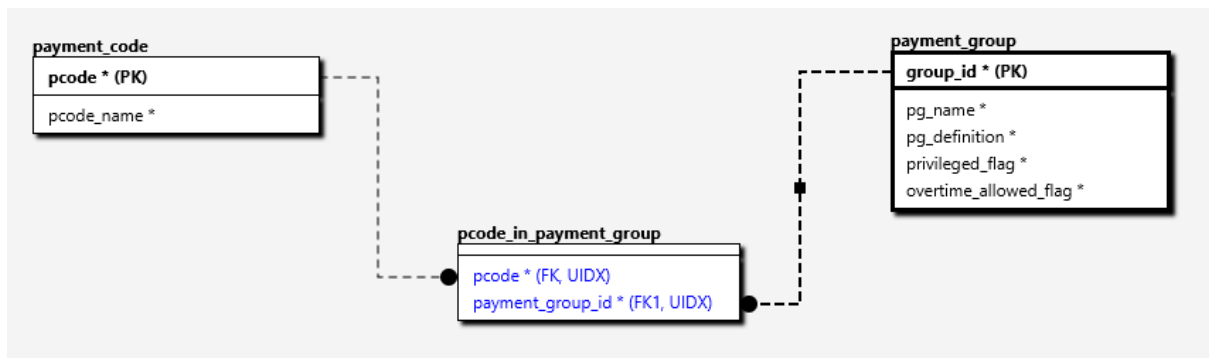 payment_code
pcode * (PK)
pcode_name *
payment_group
group_id * (PK)
pg_name *
pg_definition *
privileged_flag *
overtime_allowed_flag *
pcode_in_payment_group
pcode * (FK, UIDX)
payment_group_id * (FK1, UIDX)